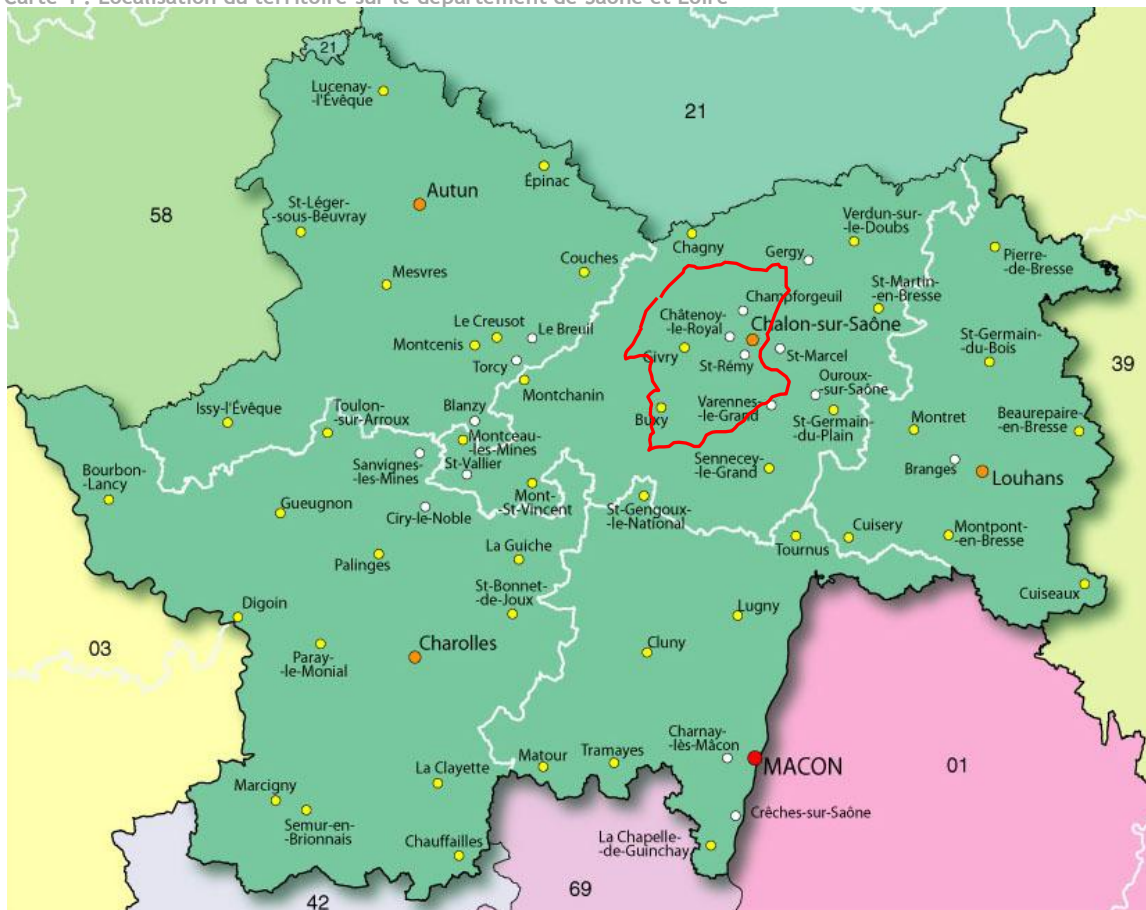 Carte 1 : Localisation du territoire sur le département de Saône et Loire
21
Lucenay-
-l'Évêque
21
Épinac
Autun
58
St-Léger-
-sous-Beuvray
Verdun-sur-
-le-Doubs
Chagny
Gergy
Pierre-
-de-Bresse
Couches
Mesvres
St-Martin-
-en-Bresse
Champforgeuil
Châtenoy-
-le-Royal
Chalon-sur-Saône
Le Creusot
Le Breuil
Montcenis
St-Germain-
-du-Bois
Givry
St-Marcel
39
Torcy
St-Rémy
Ouroux-
-sur-Saône
Montchanin
Issy-l'Évêque
Toulon-
-sur-Arroux
Blanzy
Buxy
Varennes-
-le-Grand
St-Germain-
-du-Plain
Montret
Beaurepaire-
-en-Bresse
Montceau-
-les-Mines
Sanvignes-
-les-Mines
St-Vallier
Bourbon-
-Lancy
Sennecey-
-le-Grand
Branges
Louhans
Gueugnon
Mont-
-St-Vincent
St-Gengoux-
-le-National
Ciry-le-Noble
Cuisery
Montpont-
-en-Bresse
Tournus
La Guiche
Palinges
Cuiseaux
St-Bonnet-
-de-Joux
Digoin
Lugny
03
Charolles
Cluny
Paray-
-le-Monial
Charnay-
-lès-Mâcon
Matour
Tramayes
MACON
01
La Clayette
Marcigny
Semur-en-
-Brionnais
Crêches-sur-Saône
Chauffailles
La Chapelle-
-de-Guinchay
42
69